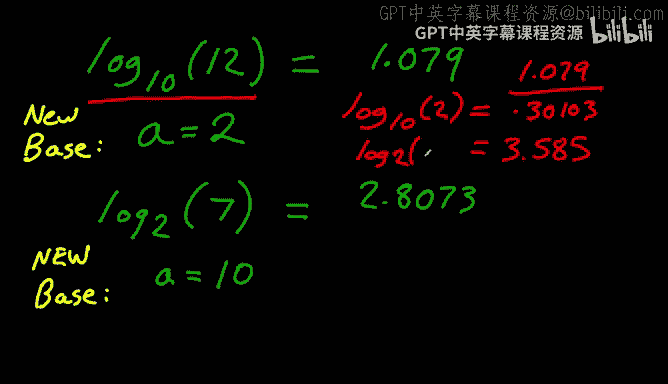 GPT中英字幕课程资源@bilibili.com
GPT中英字幕课程资源 bilibili
log₁₀(12) = 1.079
New Base: a = 2
1.079
log₁₀(2) = .30103
log₂( = 3.585
log₂(7) = 2.8073
NEW Base: a = 10